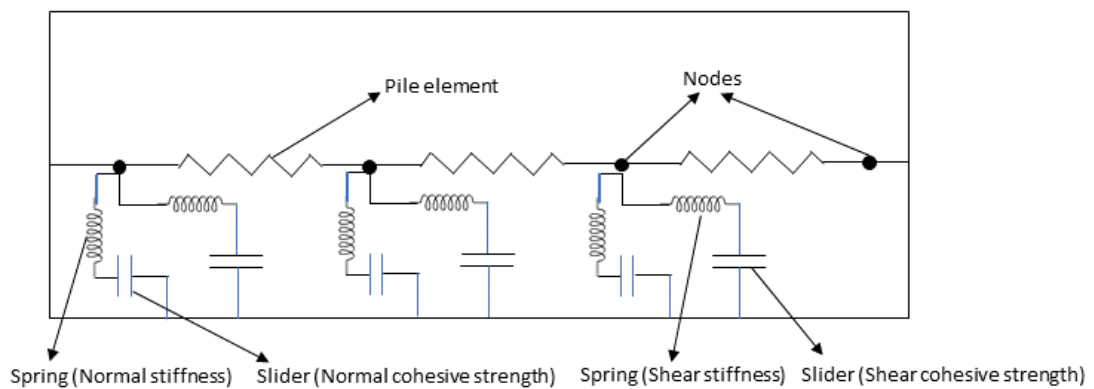 Pile element
Nodes
Spring (Normal stiffness)
Slider (Normal cohesive strength)
Spring (Shear stiffness)
Slider (Shear cohesive strength)